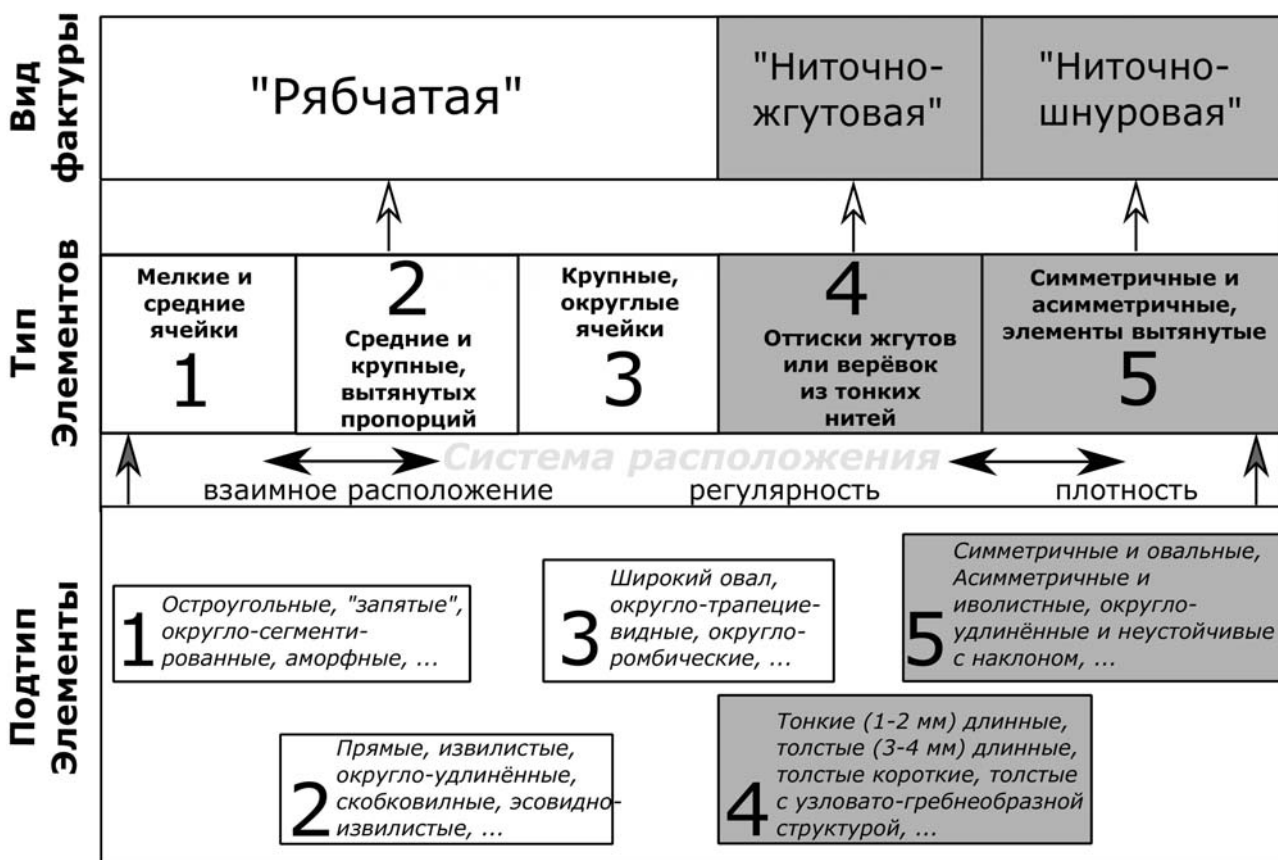 Вид
фактуры
"Рябчатая"
"Ниточно-
жгутовая"
"Ниточно-
шнуровая"
Тип
Элементов
Мелкие и
средние
ячейки
1
2
Средние и
крупные,
вытянутых
пропорций
Крупные,
округлые
ячейки
3
4
Оттиски жгутов
или верёвок
из тонких
нитей
Симметричные и
асимметричные,
элементы вытянутые
5
Система расположения
взаимное расположение
регулярность
плотность
Подтип
Элементы
1
Остроугольные, "запятые",
округло-сегменти-
рованные, аморфные, ...
2
Прямые, извилистые,
округло-удлинённые,
скобковилные, эсовидно-
извилистые, ...
3
Широкий овал,
округло-трапецие-
видные, округло-
ромбические, ...
4
Тонкие (1-2 мм) длинные,
толстые (3-4 мм) длинные,
толстые короткие, толстые
с узловато-гребнеобразной
структурой, ...
5
Симметричные и овальные,
Асимметричные и
иволистные, округло-
удлинённые и неустойчивые
с наклоном, ...